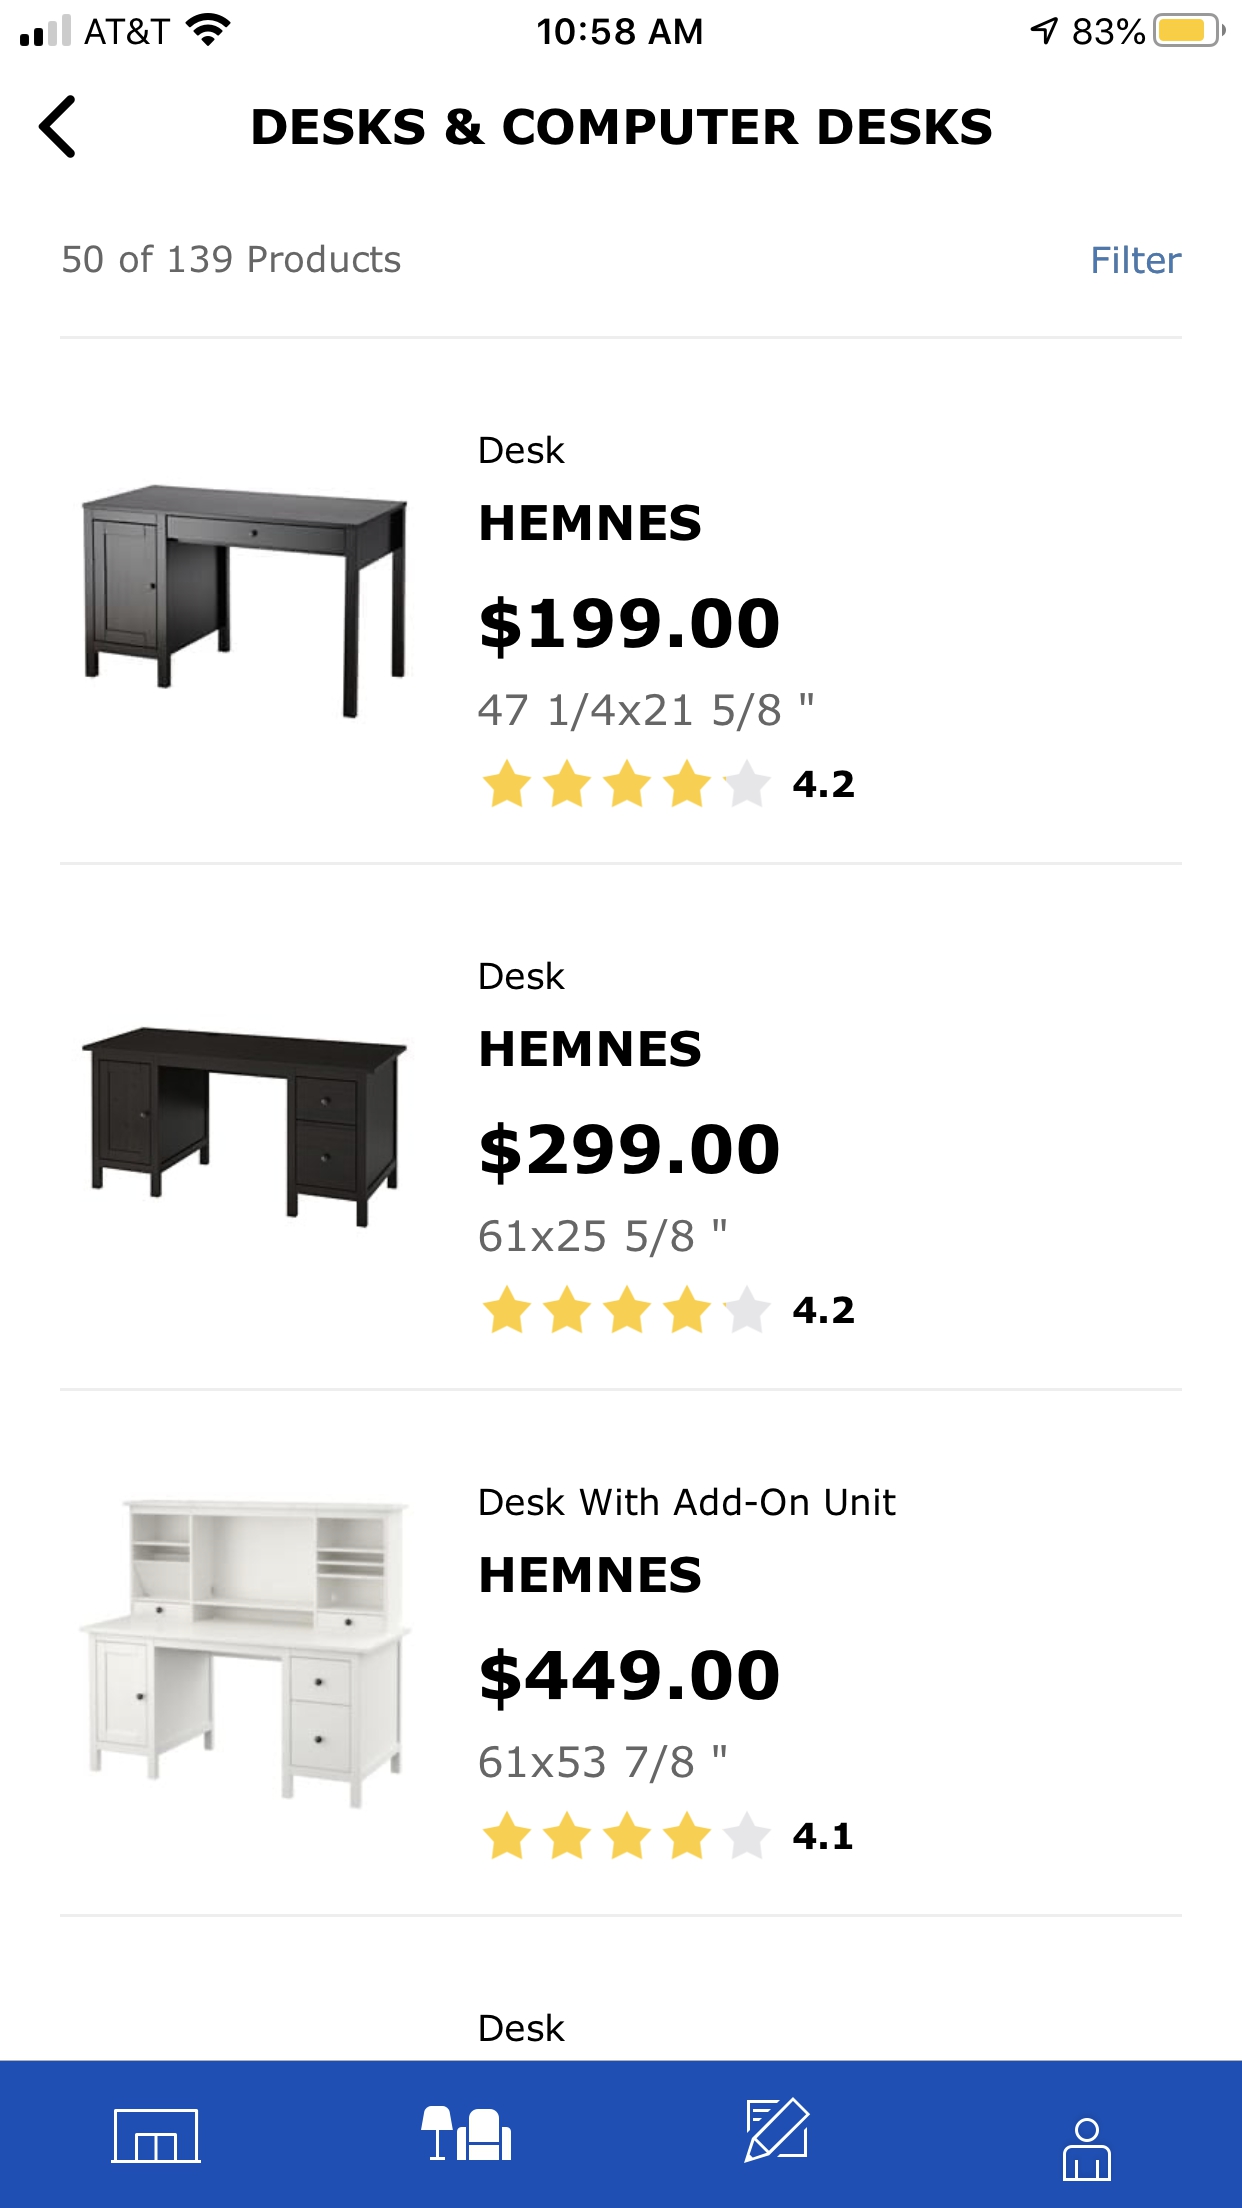 AT&T 10:58 AM 83%
DESKS & COMPUTER DESKS
50 of 139 Products Filter
Desk
HEMNES
$199.00
47 1/4x21 5/8 "
4.2
Desk
HEMNES
$299.00
61x25 5/8 "
4.2
Desk With Add-On Unit
HEMNES
$449.00
61x53 7/8 "
4.1
Desk